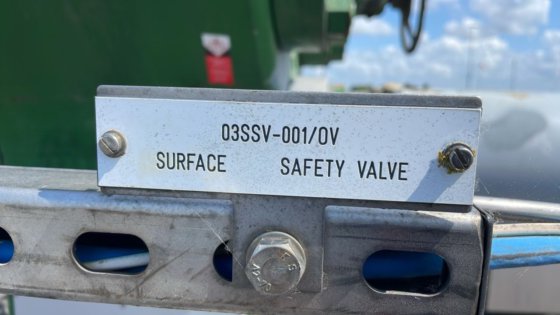 03SSV-001/OV
SURFACE SAFETY VALVE